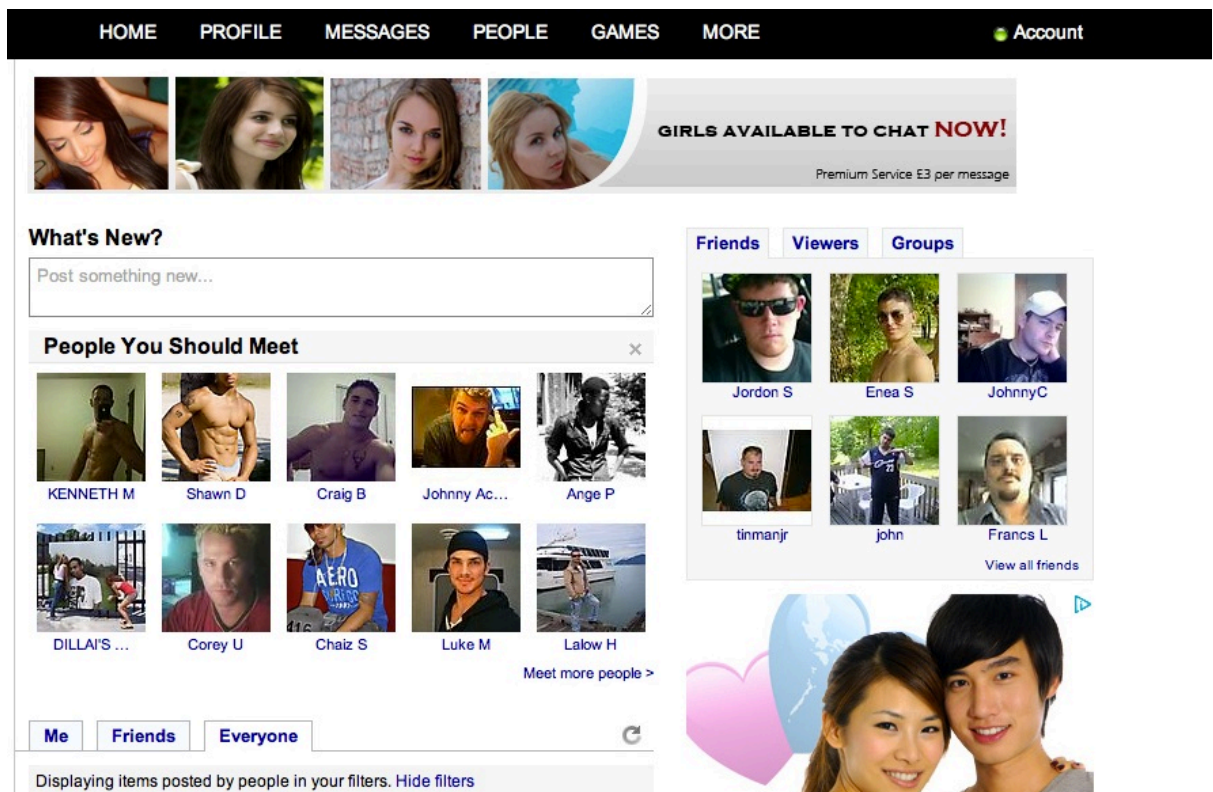 HOME PROFILE MESSAGES PEOPLE GAMES MORE Account
GIRLS AVAILABLE TO CHAT NOW!
Premium Service £3 per message
What's New?
Post something new...
People You Should Meet
KENNETH M Shawn D Craig B Johnny Ac... Ange P
AERO
DILLAI'S ... Corey U Chaiz S Luke M Lalow H
Meet more people >
Me Friends Everyone
Displaying items posted by people in your filters. Hide filters
Friends Viewers Groups
Jordon S Enea S JohnnyC
23
tinmanjr john Francs L
View all friends